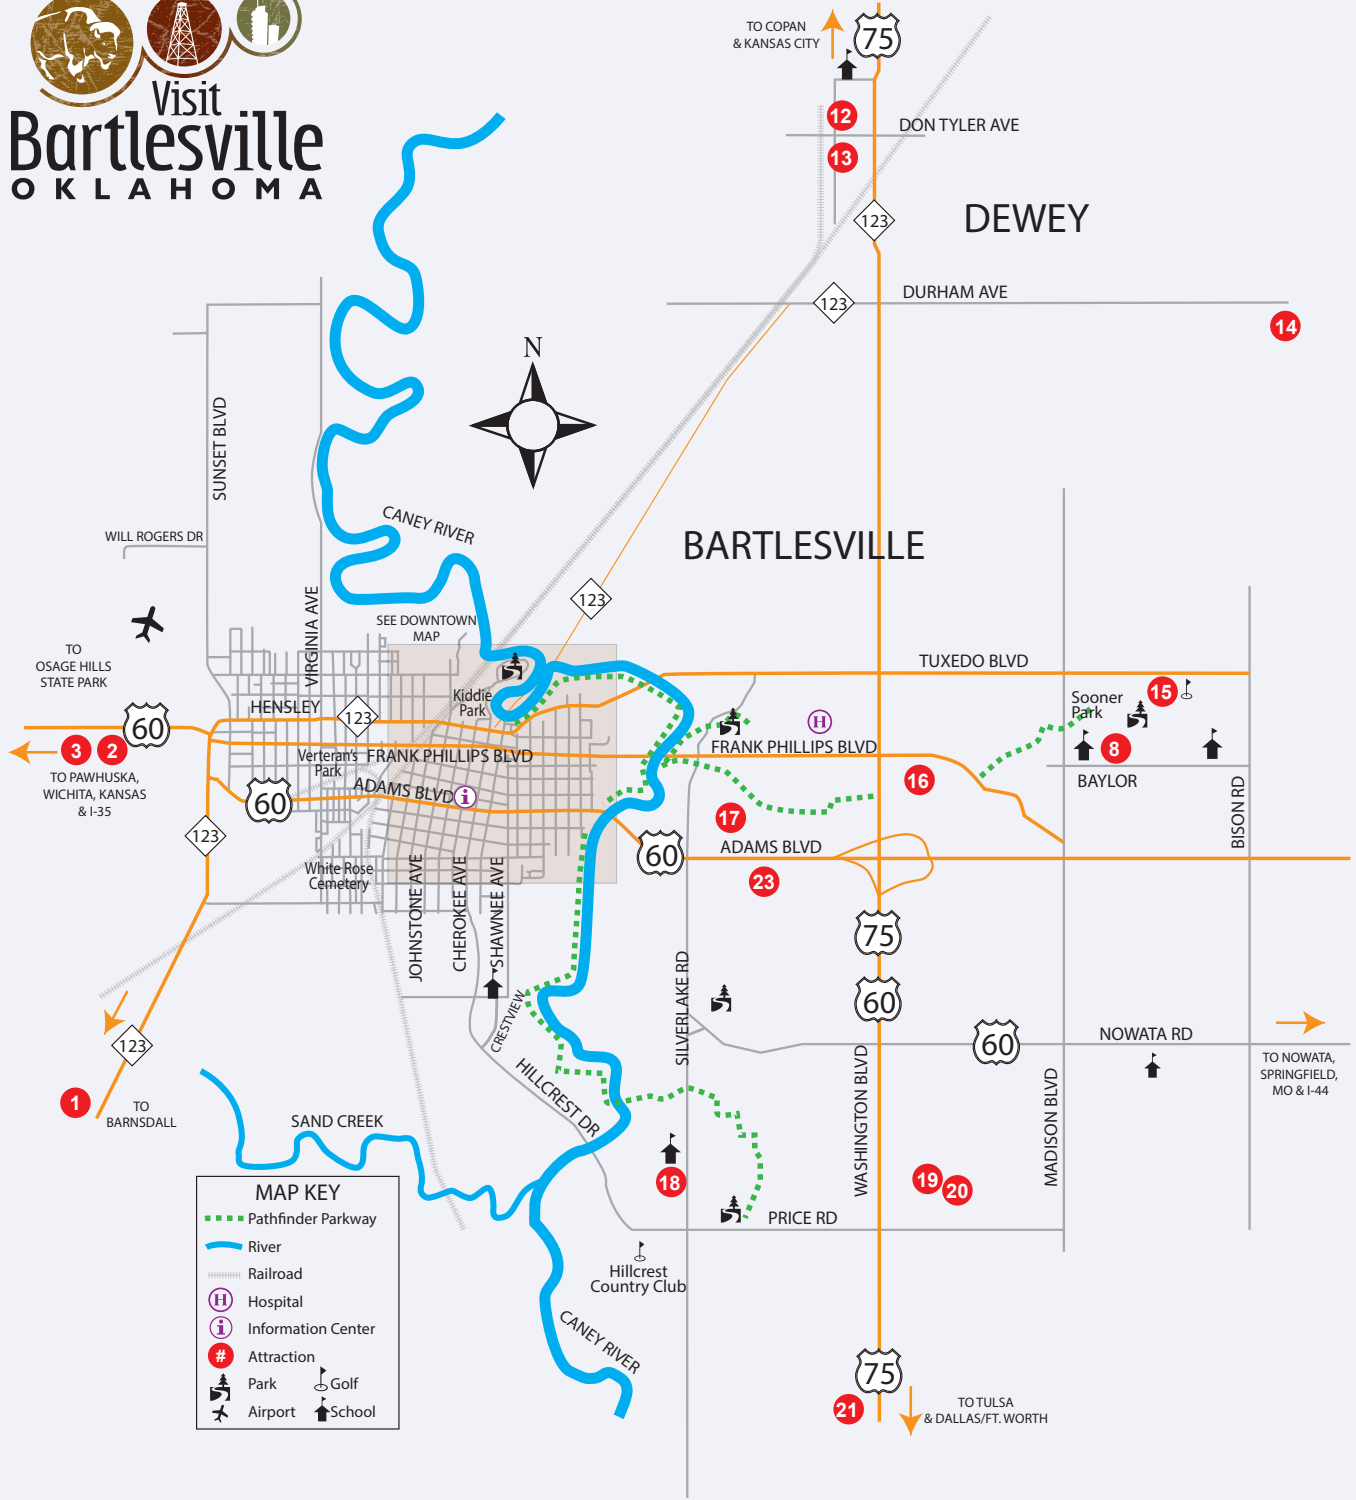 Visit
Bartlesville
OKLAHOMA
TO COPAN
& KANSAS CITY
75
12
DON TYLER AVE
13
123
DEWEY
DURHAM AVE
123
14
N
SUNSET BLVD
CANEY RIVER
WILL ROGERS DR
BARTLESVILLE
123
VIRGINIA AVE
SEE DOWNTOWN
MAP
TO
OSAGE HILLS
STATE PARK
TUXEDO BLVD
Kiddie
Park
Sooner
Park
15
HENSLEY
123
60
H
3
2
FRANK PHILLIPS BLVD
FRANK PHILLIPS BLVD
8
Verteran's
Park
TO PAWHUSKA,
WICHITA, KANSAS
& I-35
BAYLOR
16
60
ADAMS BLVD
i
BISON RD
17
123
60
ADAMS BLVD
White Rose
Cemetery
23
JOHNSTONE AVE
CHEROKEE AVE
SHAWNEE AVE
75
60
SILVERLAKE RD
CRESTVIEW
123
60
NOWATA RD
TO NOWATA,
SPRINGFIELD,
MO & I-44
HILLCREST DR
WASHINGTON BLVD
MADISON BLVD
1
TO
BARNSDALL
SAND CREEK
18
19
20
PRICE RD
MAP KEY
Pathfinder Parkway
River
Railroad
H
Hospital
i
Information Center
#
Attraction
Park
Golf
Airport
School
Hillcrest
Country Club
CANEY RIVER
75
21
TO TULSA
& DALLAS/FT. WORTH